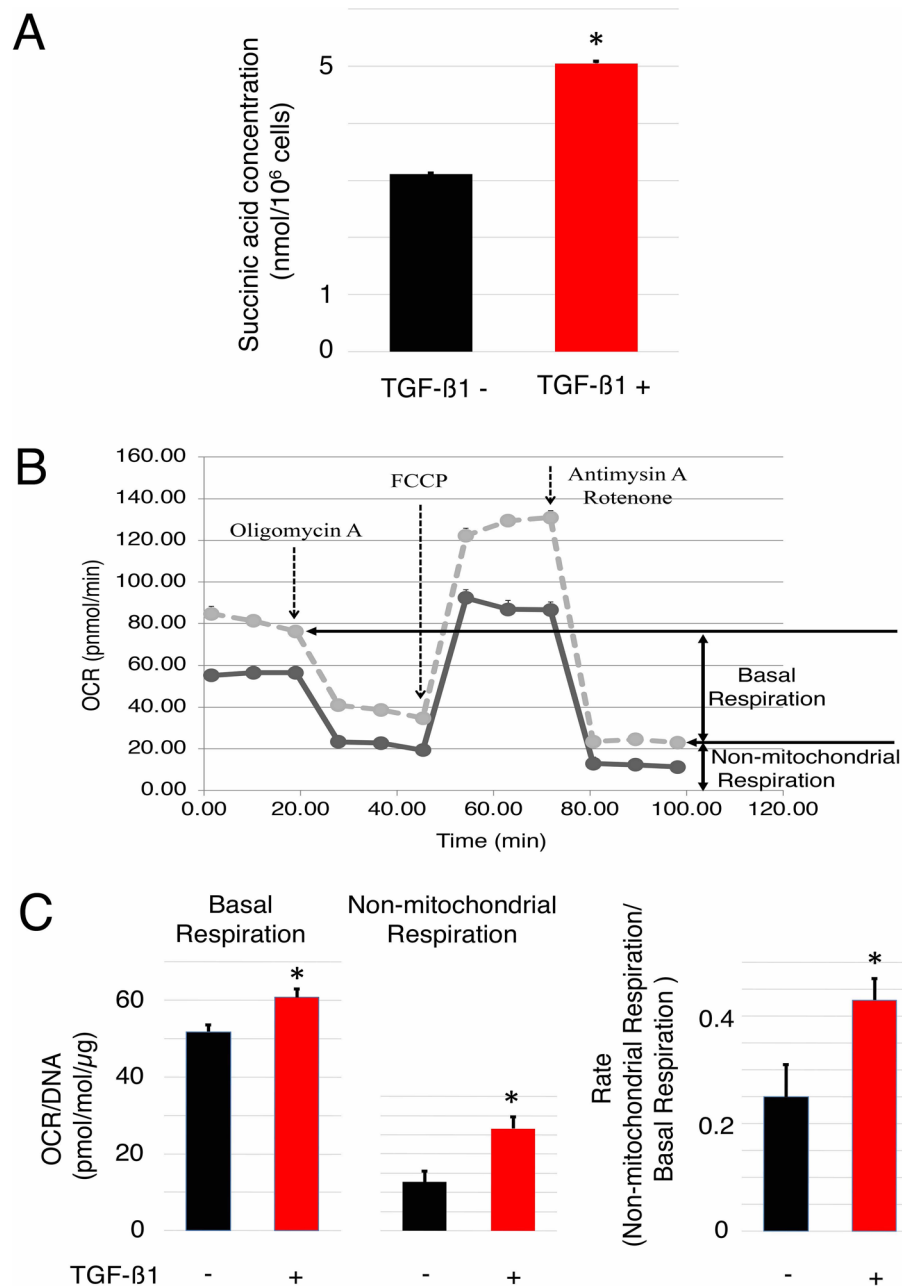 A
Succinic acid concentration
(nmol/10⁶ cells)
5
1
0
*
TGF-ß1 -
TGF-ß1 +
B
OCR (pnmol/min)
160.00
140.00
120.00
100.00
80.00
60.00
40.00
20.00
0.00
Oligomycin A
FCCP
Antimysin A
Rotenone
Basal
Respiration
Non-mitochondrial
Respiration
0.00
20.00
40.00
60.00
80.00
100.00
120.00
Time (min)
C
Basal
Respiration
Non-mitochondrial
Respiration
OCR/DNA
(pmol/mol/µg)
60
40
20
0
*
*
Rate
(Non-mitochondrial Respiration/
Basal Respiration )
0.4
0.2
0
*
TGF-ß1
-
+
-
+
-
+